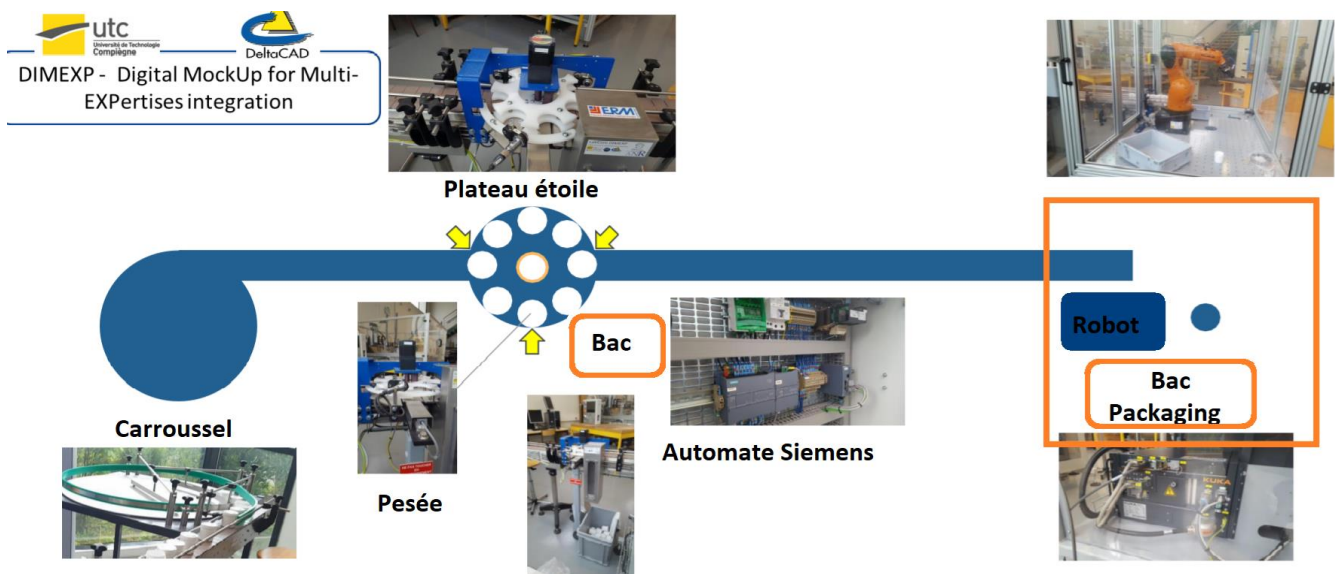 utc
Université de Technologie
Compiègne
DeltaCAD
DIMEXP - Digital MockUp for Multi-
EXPertises integration
ERM
Plateau étoile
Bac
Robot
Bac
Packaging
Carroussel
Pesée
Automate Siemens
KUKA